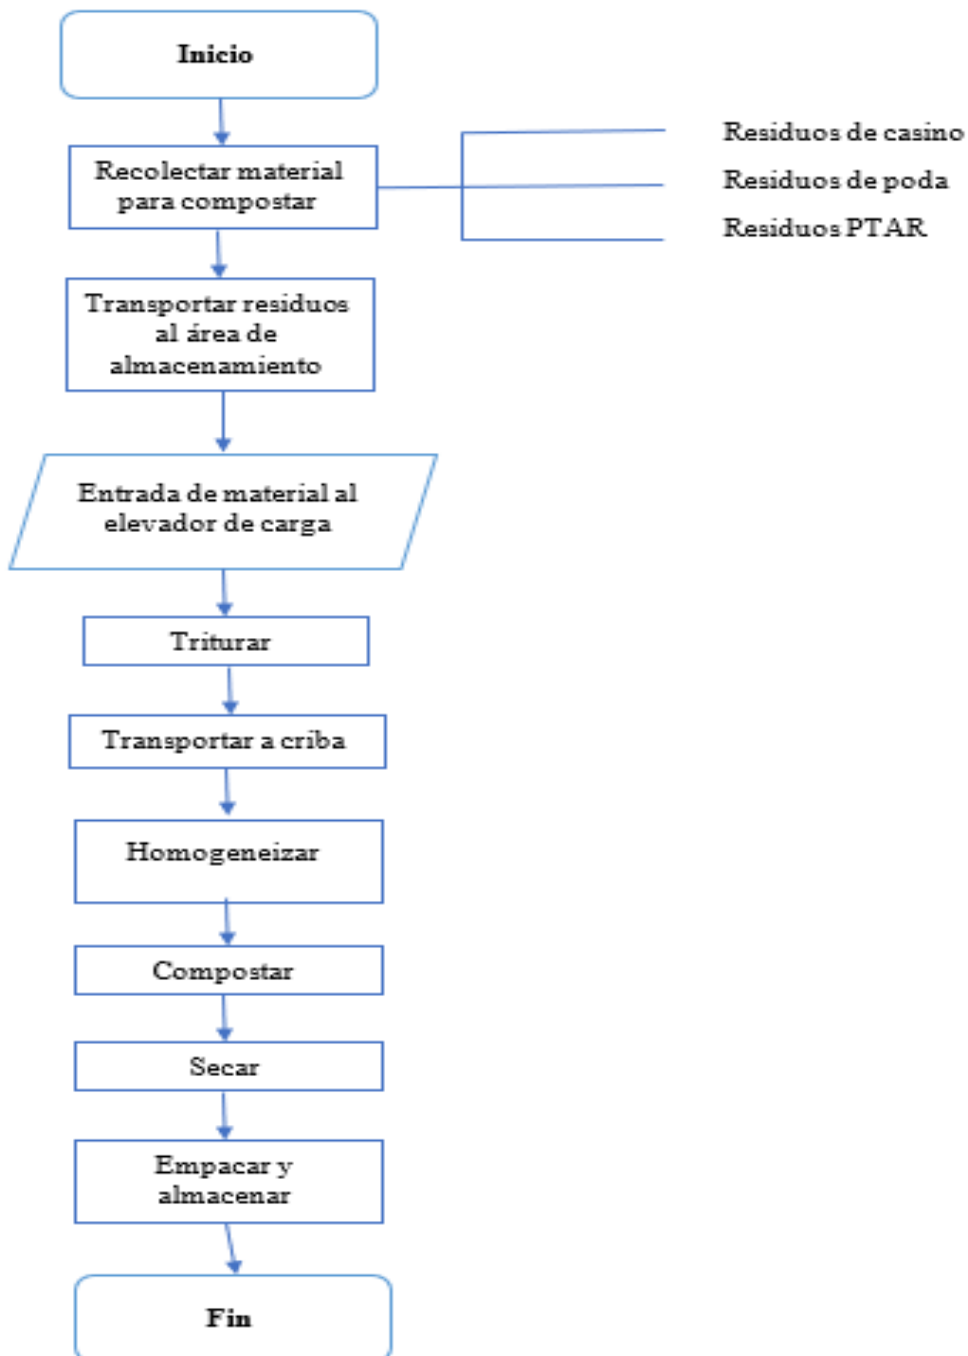 Inicio
Recolectar material
para compostar
Residuos de casino
Residuos de poda
Residuos PTAR
Transportar residuos
al área de
almacenamiento
Entrada de material al
elevador de carga
Triturar
Transportar a criba
Homogeneizar
Compostar
Secar
Empacar y
almacenar
Fin